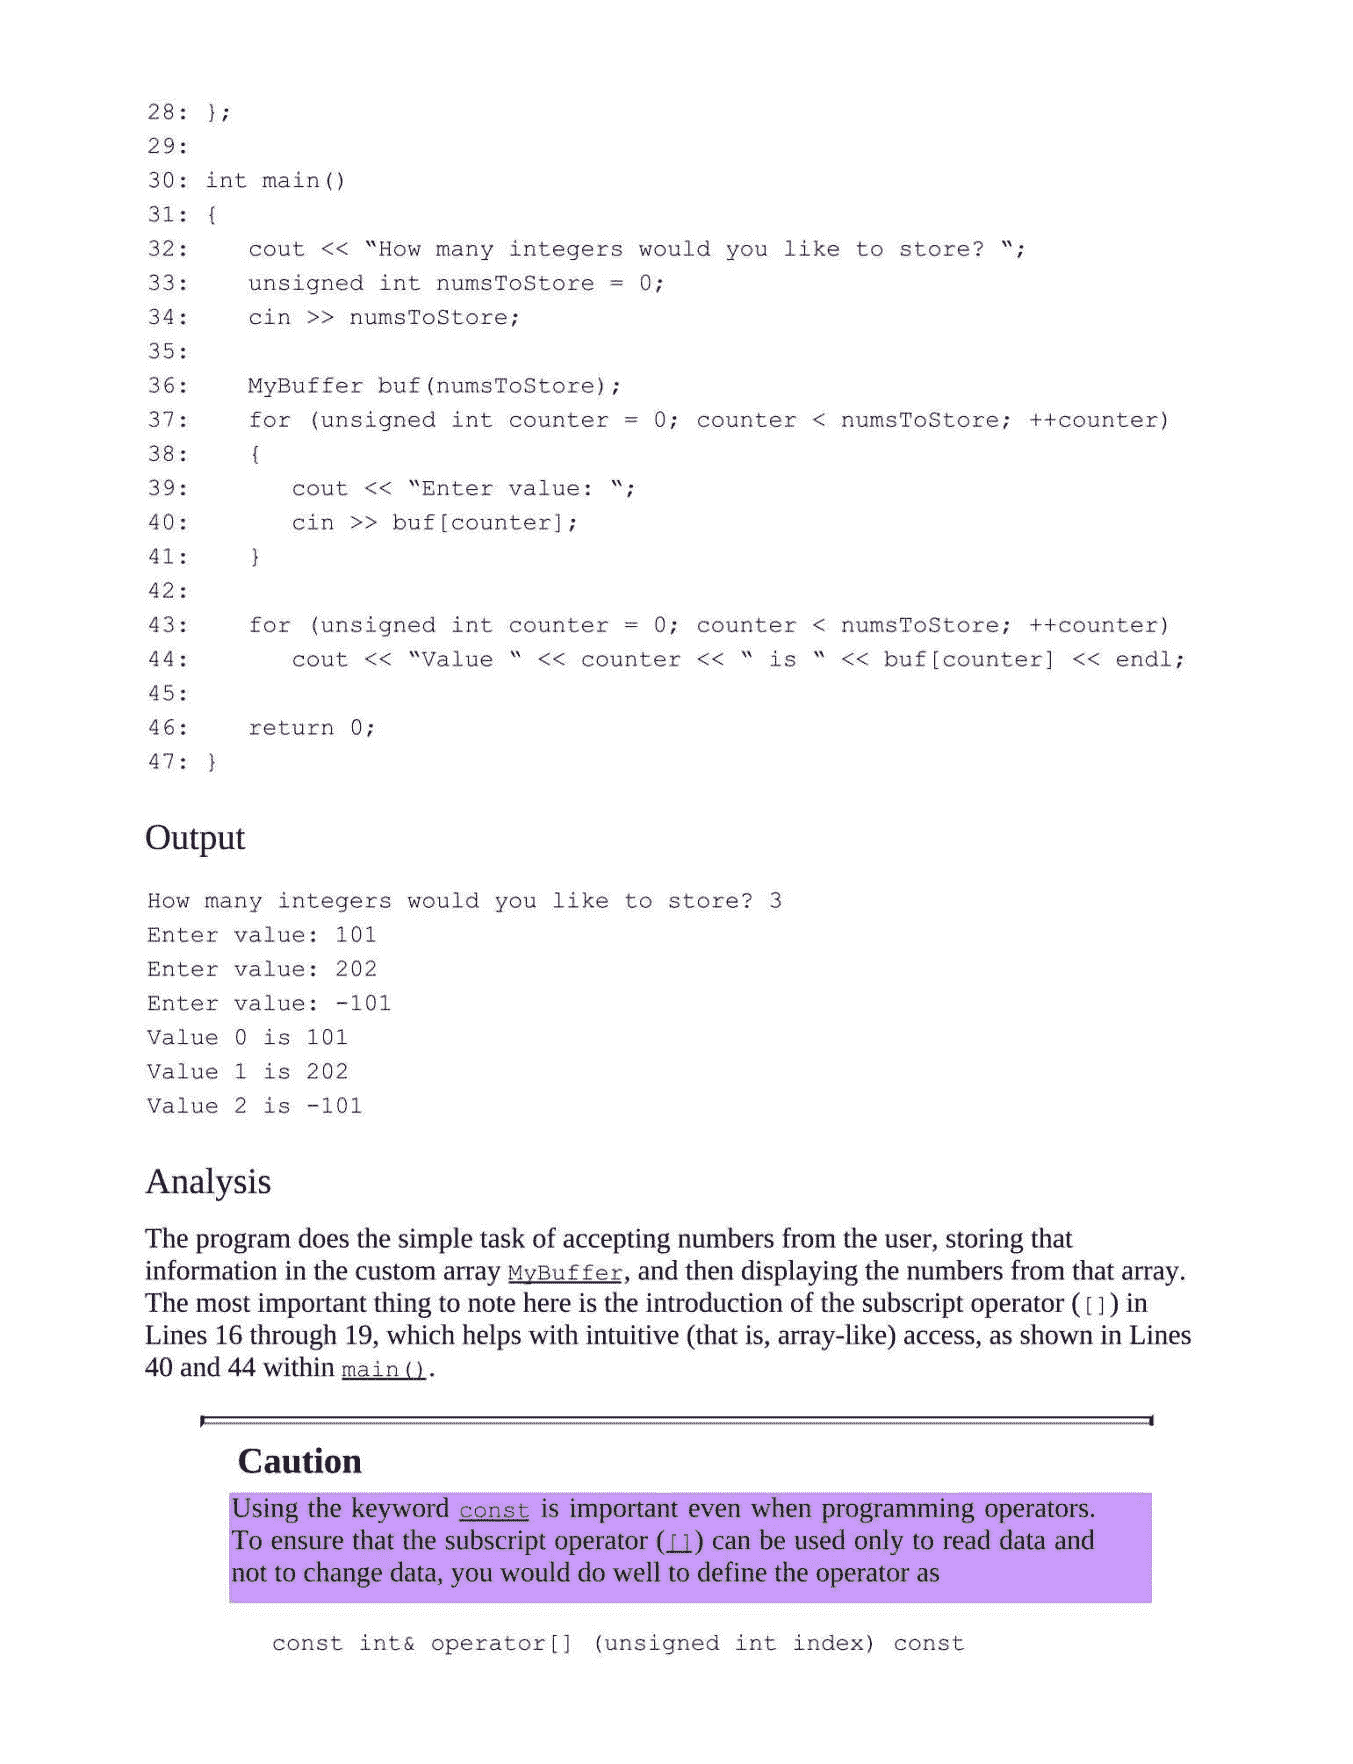 28: };
29:
30: int main()
31: {
32:    cout << “How many integers would you like to store? “;
33:    unsigned int numsToStore = 0;
34:    cin >> numsToStore;
35:
36:    MyBuffer buf(numsToStore);
37:    for (unsigned int counter = 0; counter < numsToStore; ++counter)
38:    {
39:       cout << “Enter value: “;
40:       cin >> buf[counter];
41:    }
42:
43:    for (unsigned int counter = 0; counter < numsToStore; ++counter)
44:       cout << “Value “ << counter << “ is “ << buf[counter] << endl;
45:
46:    return 0;
47: }
Output
How many integers would you like to store? 3
Enter value: 101
Enter value: 202
Enter value: -101
Value 0 is 101
Value 1 is 202
Value 2 is -101
Analysis
The program does the simple task of accepting numbers from the user, storing that
information in the custom array MyBuffer, and then displaying the numbers from that array.
The most important thing to note here is the introduction of the subscript operator ([]) in
Lines 16 through 19, which helps with intuitive (that is, array-like) access, as shown in Lines
40 and 44 within main().
Caution
Using the keyword const is important even when programming operators.
To ensure that the subscript operator ([]) can be used only to read data and
not to change data, you would do well to define the operator as
const int& operator[] (unsigned int index) const